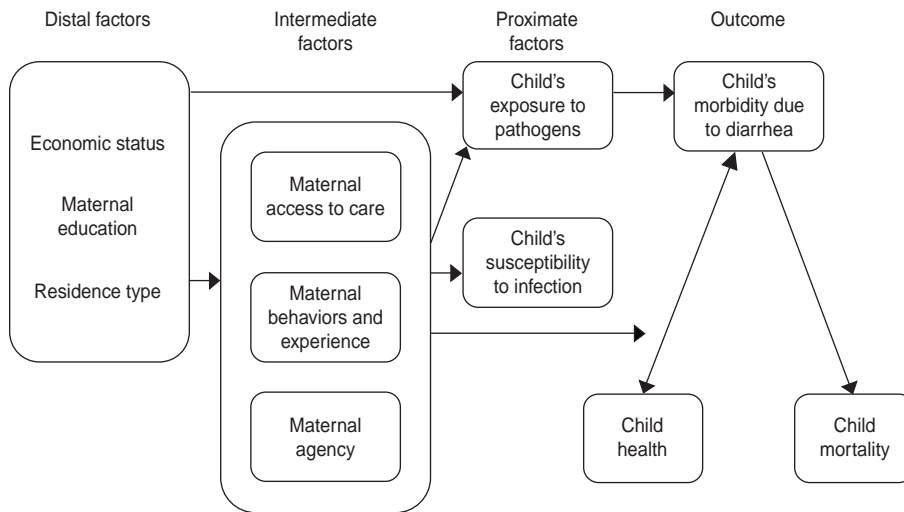 Distal factors
Intermediate
factors
Proximate
factors
Outcome
Economic status
Maternal
education
Residence type
Maternal
access to care
Maternal
behaviors and
experience
Maternal
agency
Child's
exposure to
pathogens
Child's
susceptibility
to infection
Child's
morbidity due
to diarrhea
Child
health
Child
mortality